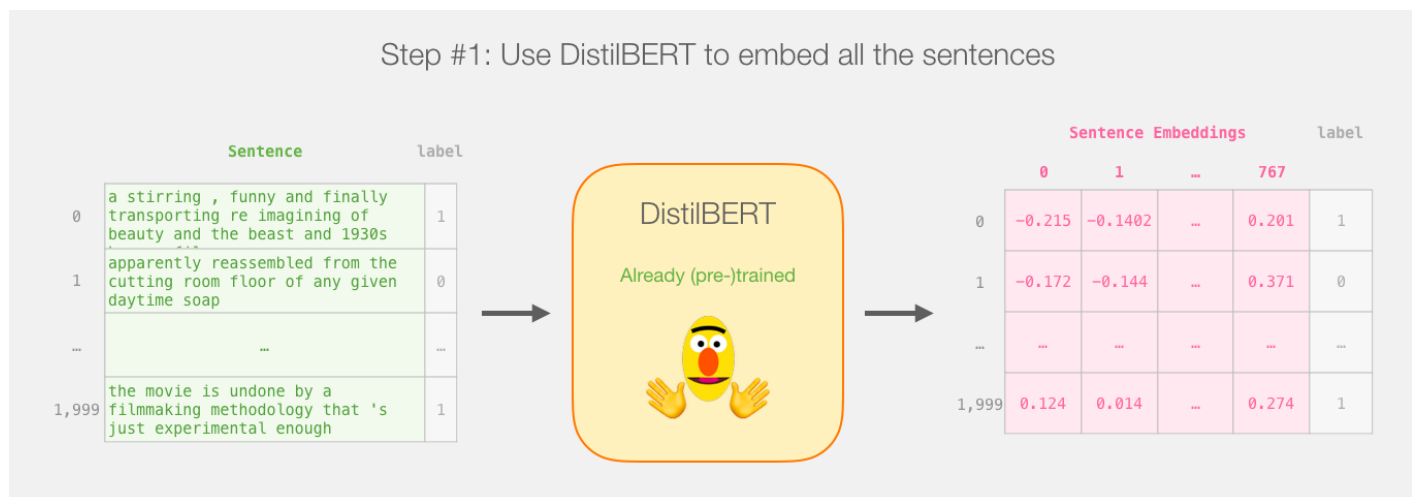 Step #1: Use DistilBERT to embed all the sentences
Sentence label
0 a stirring , funny and finally
transporting re imagining of
beauty and the beast and 1930s
1
1 apparently reassembled from the
cutting room floor of any given
daytime soap
0
… … …
1,999 the movie is undone by a
filmmaking methodology that 's
just experimental enough
1
DistilBERT
Already (pre-)trained
Sentence Embeddings label
0 1 … 767
0 -0.215 -0.1402 … 0.201 1
1 -0.172 -0.144 … 0.371 0
… … … … … …
1,999 0.124 0.014 … 0.274 1